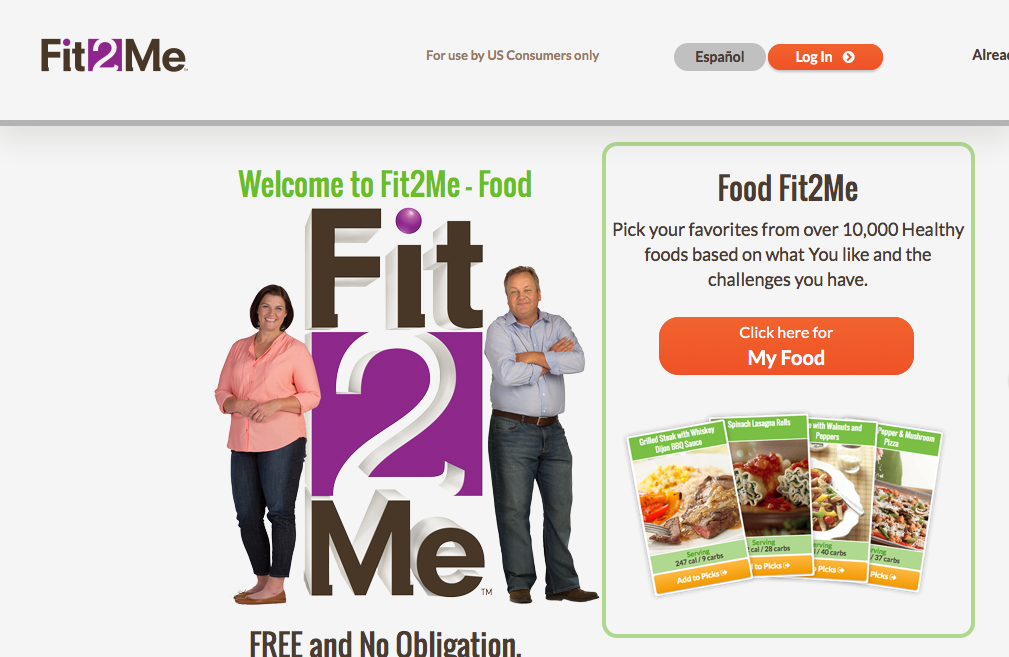 Fit2Me
For use by US Consumers only
Español
Log In
Welcome to Fit2Me - Food
Fit
2
Me
TM
FREE and No Obligation.
Food Fit2Me
Pick your favorites from over 10,000 Healthy
foods based on what You like and the
challenges you have.
Click here for
My Food
Grilled Steak with Whiskey
Dijon BBQ Sauce
Serving
247 cal / 9 carbs
Add to Picks
Spinach Lasagna Rolls
Serving
cal / 28 carbs
to Picks
with Walnuts and
Peppers
/ 40 carbs
Picks
Pepper & Mushroom
Pizza
/ 37 carbs
Picks